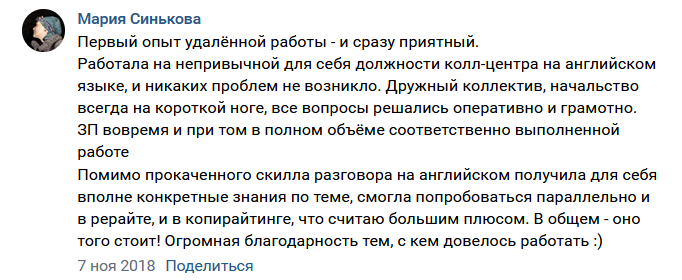 Мария Синькова
Первый опыт удалённой работы - и сразу приятный.
Работала на непривычной для себя должности колл-центра на английском
языке, и никаких проблем не возникло. Дружный коллектив, начальство
всегда на короткой ноге, все вопросы решались оперативно и грамотно.
ЗП вовремя и при том в полном объёме соответственно выполненной
работе
Помимо прокаченного скилла разговора на английском получила для себя
вполне конкретные знания по теме, смогла попробоваться параллельно и
в рерайте, и в копирайтинге, что считаю большим плюсом. В общем - оно
того стоит! Огромная благодарность тем, с кем довелось работать :)
7 ноя 2018 Поделиться